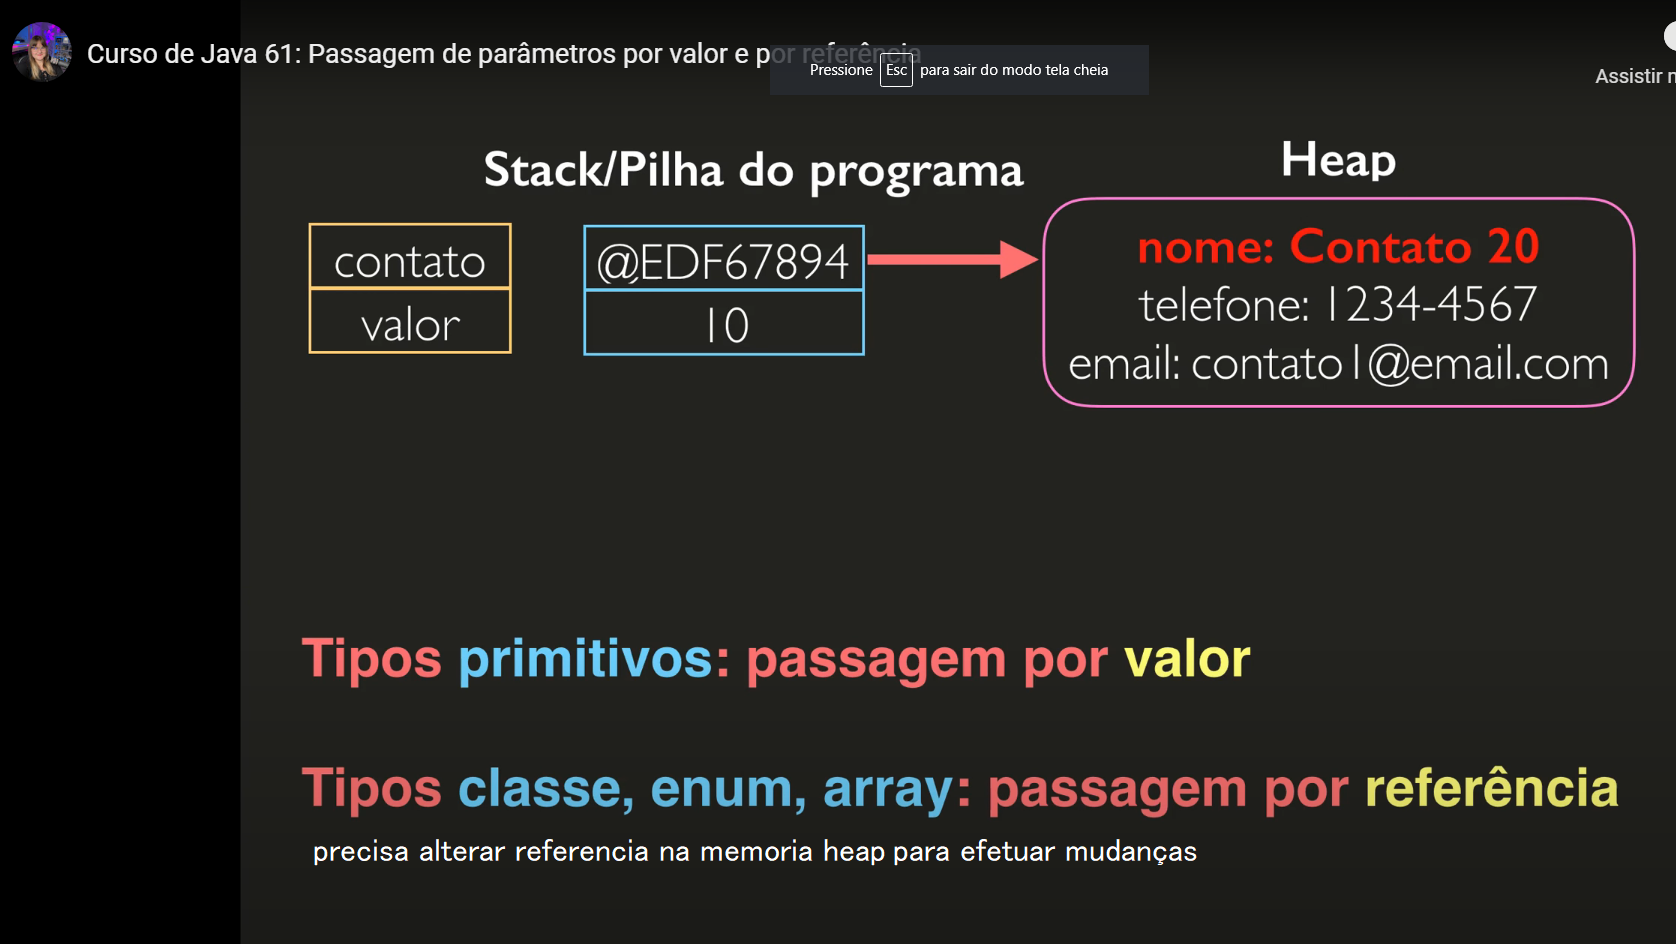 Curso de Java 61: Passagem de parâmetros por valor e por referência
Pressione Esc para sair do modo tela cheia
Assistir
Stack/Pilha do programa
Heap
contato
@EDF67894
valor
10
nome: Contato 20
telefone: 1234-4567
email: contato1@email.com
Tipos primitivos: passagem por valor
Tipos classe, enum, array: passagem por referência
precisa alterar referencia na memoria heap para efetuar mudanças